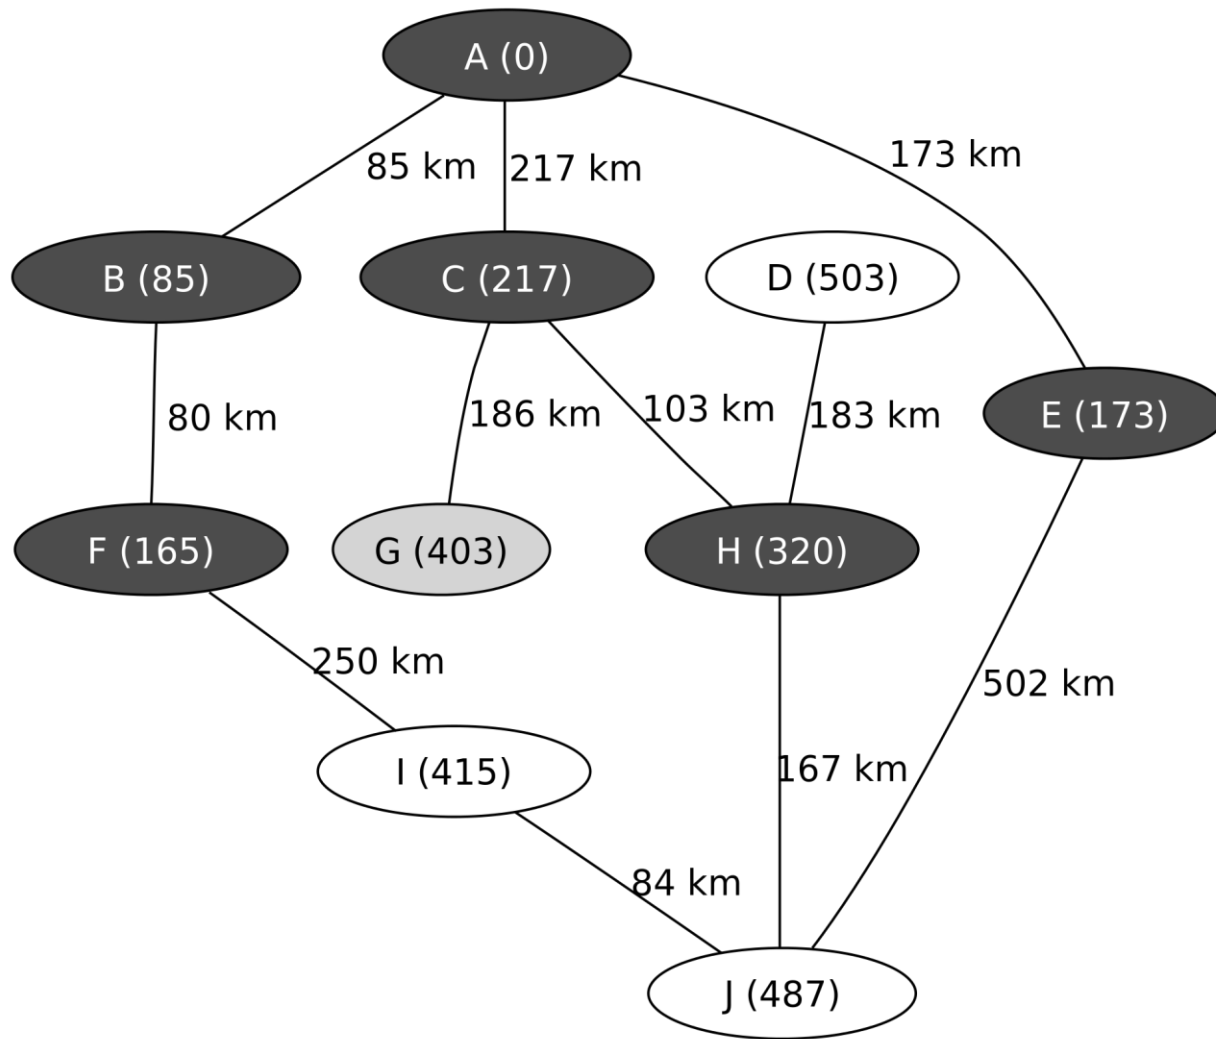 A (0)
85 km
217 km
173 km
B (85)
C (217)
D (503)
80 km
186 km
103 km
183 km
E (173)
F (165)
G (403)
H (320)
250 km
502 km
I (415)
167 km
84 km
J (487)